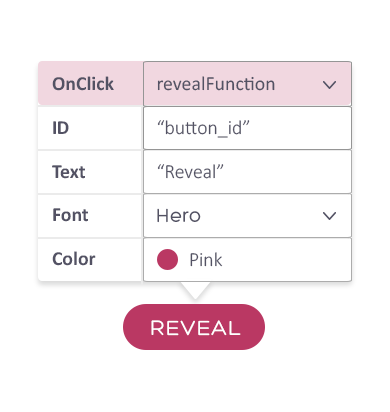 OnClick revealFunction
ID “button_id”
Text “Reveal”
Font Hero
Color Pink
REVEAL